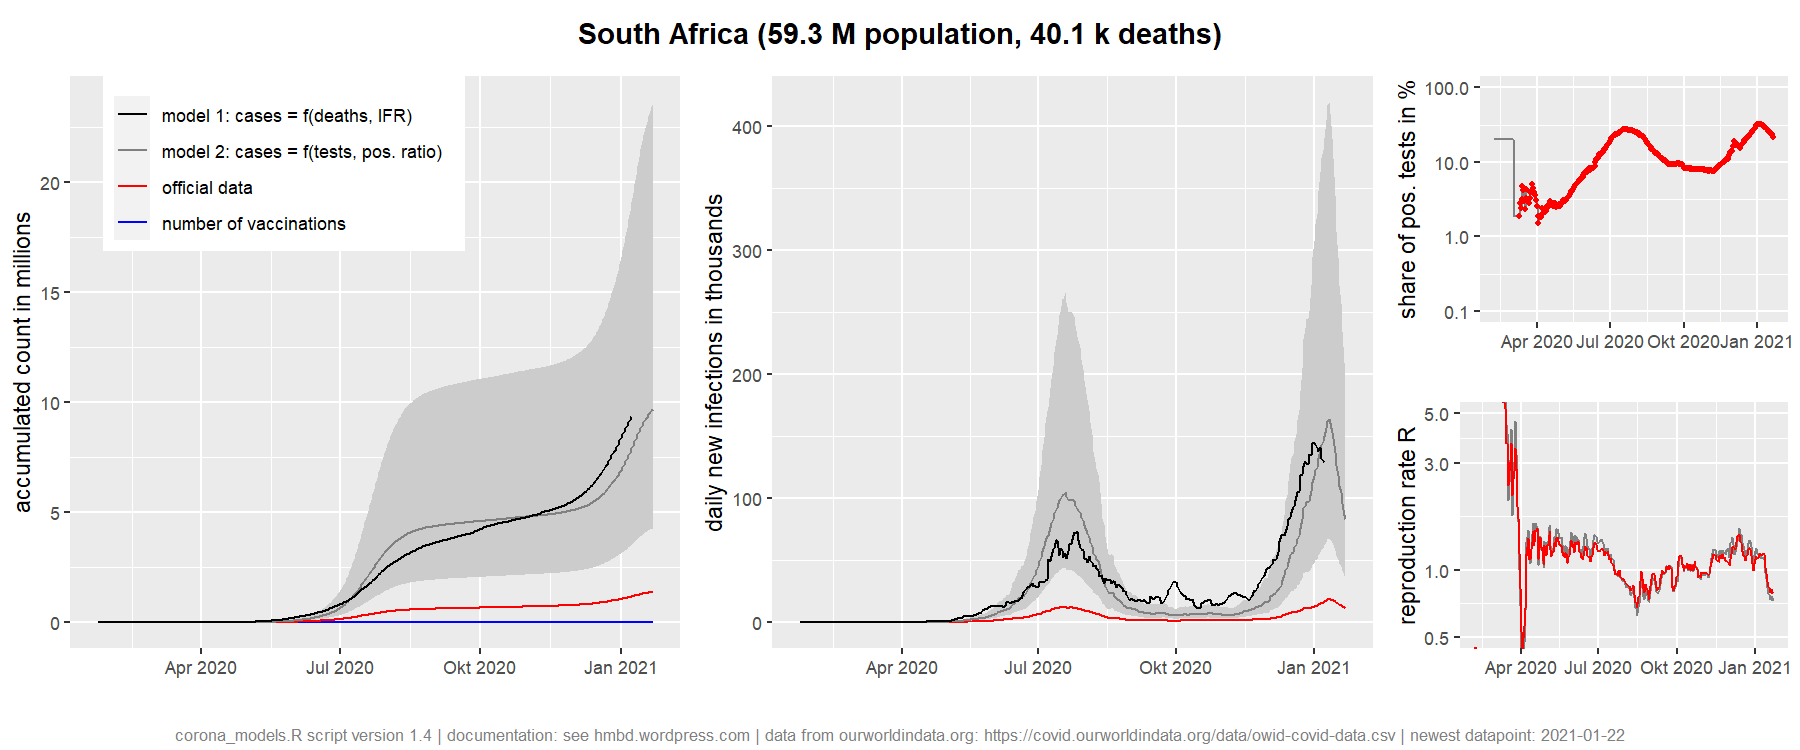 South Africa (59.3 M population, 40.1 k deaths)
model 1: cases = f(deaths, IFR)
model 2: cases = f(tests, pos. ratio)
official data
number of vaccinations
accumulated count in millions
20
15
10
5
0
Apr 2020 Jul 2020 Okt 2020 Jan 2021
daily new infections in thousands
400
300
200
100
0
Apr 2020 Jul 2020 Okt 2020 Jan 2021
share of pos. tests in %
100.0
10.0
1.0
0.1
Apr 2020 Jul 2020 Okt 2020 Jan 2021
reproduction rate R
5.0
3.0
1.0
0.5
Apr 2020 Jul 2020 Okt 2020 Jan 2021
corona_models.R script version 1.4 | documentation: see hmbd.wordpress.com | data from ourworldindata.org: https://covid.ourworldindata.org/data/owid-covid-data.csv | newest datapoint: 2021-01-22